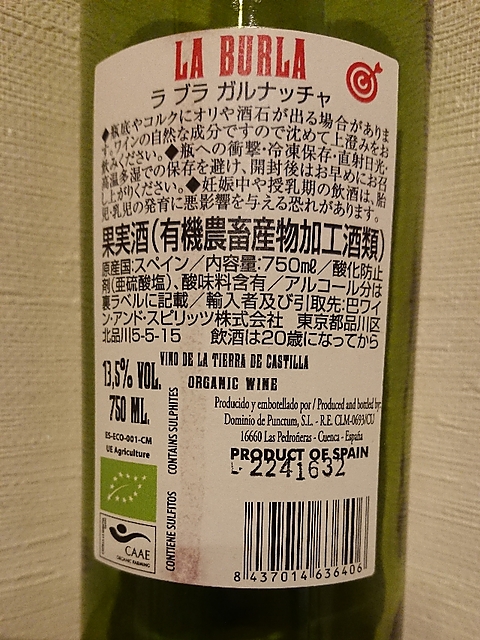 LA BURLA
ラ ブラ ガルナッチャ
◆瓶底やコルクにオリや酒石が出る場合がありま
す。ワインの自然な成分ですので沈めて上澄みをお
飲みください。◆瓶への衝撃・冷凍保存・直射日光・
高温多湿での保存を避け、開封後はお早めにお召
し上がりください。◆妊娠中や授乳期の飲酒は、胎
児・乳児の発育に悪影響を与える恐れがあります。
果実酒(有機農畜産物加工酒類)
原産国:スペイン/内容量:750㎖/酸化防止
剤(亜硫酸塩)、酸味料含有/アルコール分は
裏ラベルに記載/輸入者及び引取先:巴ワイ
ン・アンド・スピリッツ株式会社 東京都品川区
北品川5-5-15 飲酒は20歳になってから
13,5% VOL.
750 ML.
ES-ECO-001-CM
UE Agriculture
CAAE
ORGANIC FARMING
CONTIENE SULFITOS CONTAINS SULPHITES
VINO DE LA TIERRA DE CASTILLA
ORGANIC WINE
Producido y embotellado por / Produced and bottled by:
Dominio de Punctum, S.L. - R.E. CLM-0693/CU
16660 Las Pedroñeras - Cuenca - España
PRODUCT OF SPAIN
L-2241632
8 437014 636406